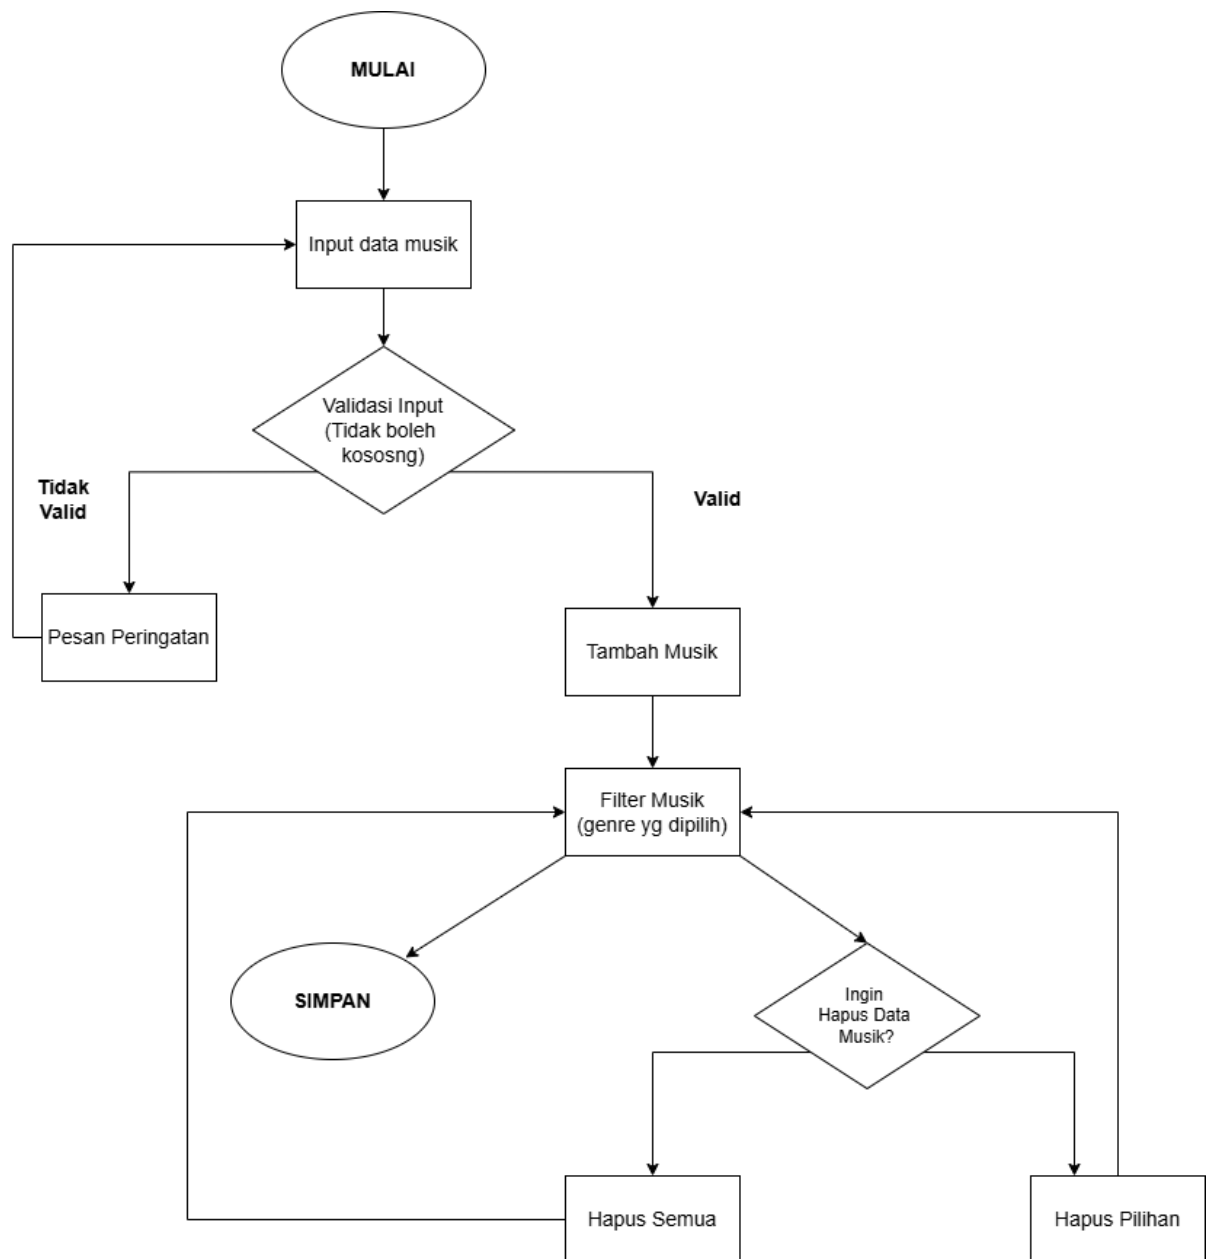 MULAI
Input data musik
Validasi Input
(Tidak boleh
kososng)
Tidak
Valid
Valid
Pesan Peringatan
Tambah Musik
Filter Musik
(genre yg dipilih)
SIMPAN
Ingin
Hapus Data
Musik?
Hapus Semua
Hapus Pilihan